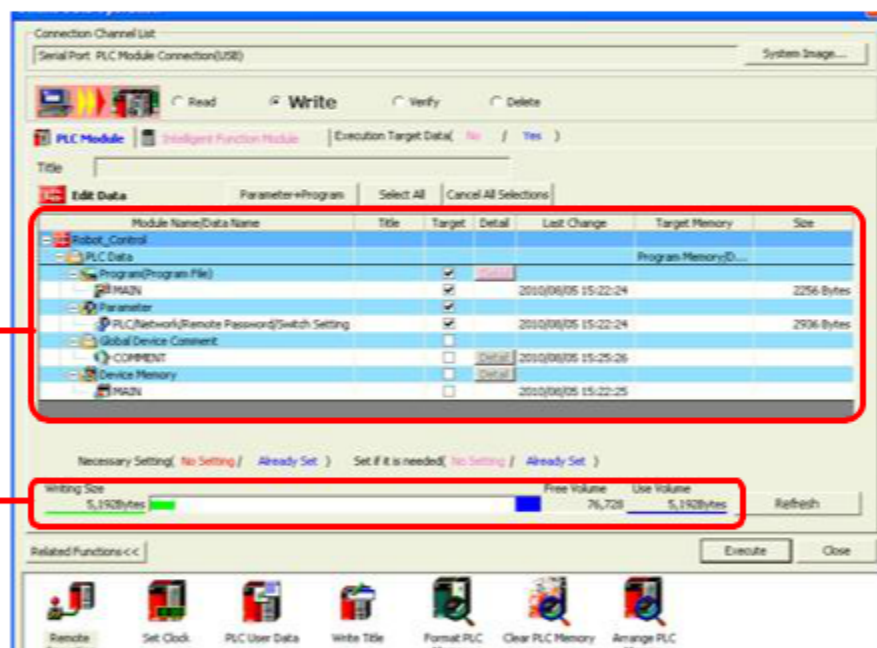 Connection Channel List
Serial Port PLC Module Connection(USB)
System Image...
Read
Write
Verify
Delete
PLC Module
Intelligent Function Module
Execution Target Data( No / Yes )
Title
Edit Data
Parameter+Program
Select All
Cancel All Selections
Module Name/Data Name Title Target Detail Last Change Target Memory Size
Robot_Control
PLC Data Program Memory/D...
Program(Program File) Detail
MAIN 2010/08/05 15:22:24 2256 Bytes
Parameter
PLC/Network/Remote Password/Switch Setting 2010/08/05 15:22:24 2936 Bytes
Global Device Comment
COMMENT Detail 2010/08/05 15:25:26
Device Memory Detail
MAIN 2010/08/05 15:22:25
Necessary Setting( No Setting / Already Set ) Set if it is needed( No Setting / Already Set )
Writing Size Free Volume Use Volume
5,192Bytes 76,728 5,192Bytes
Refresh
Related Functions<<
Execute
Close
Remote
Set Clock
PLC User Data
Write Title
Format PLC
Clear PLC Memory
Arrange PLC